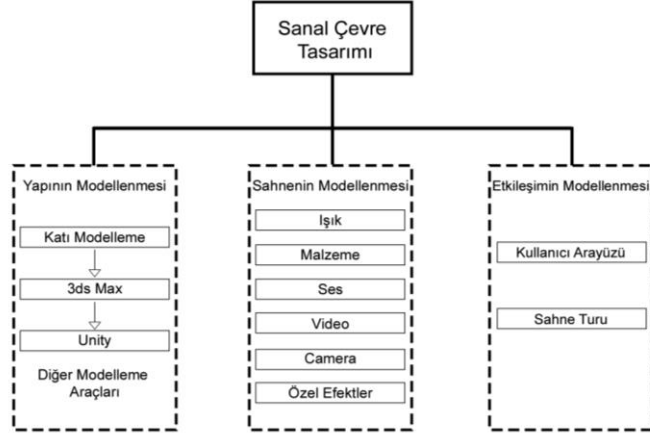 Sanal Çevre
Tasarımı
Yapının Modellenmesi
Katı Modelleme
3ds Max
Unity
Diğer Modelleme
Araçları
Sahnenin Modellenmesi
Işık
Malzeme
Ses
Video
Camera
Özel Efektler
Etkileşimin Modellenmesi
Kullanıcı Arayüzü
Sahne Turu